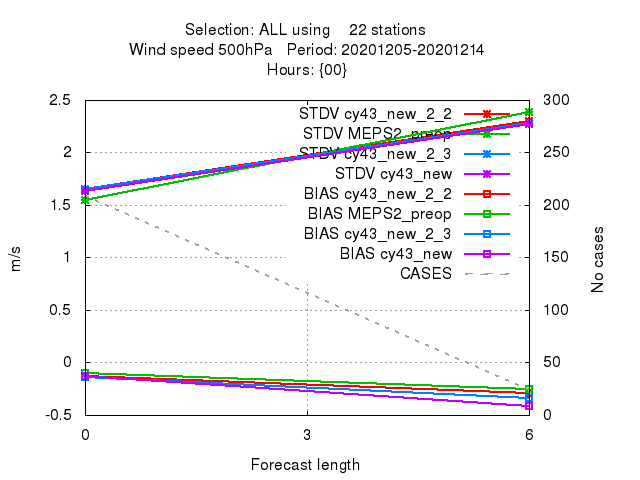 Selection: ALL using 22 stations
Wind speed 500hPa Period: 20201205-20201214
Hours: {00}
2.5
2
1.5
1
0.5
0
-0.5
300
250
200
150
100
50
0
STDV cy43_new_2_2
STDV MEPS2_preop
STDV cy43_new_2_3
STDV cy43_new
BIAS cy43_new_2_2
BIAS MEPS2_preop
BIAS cy43_new_2_3
BIAS cy43_new
CASES
m/s
No cases
0 3 6
Forecast length